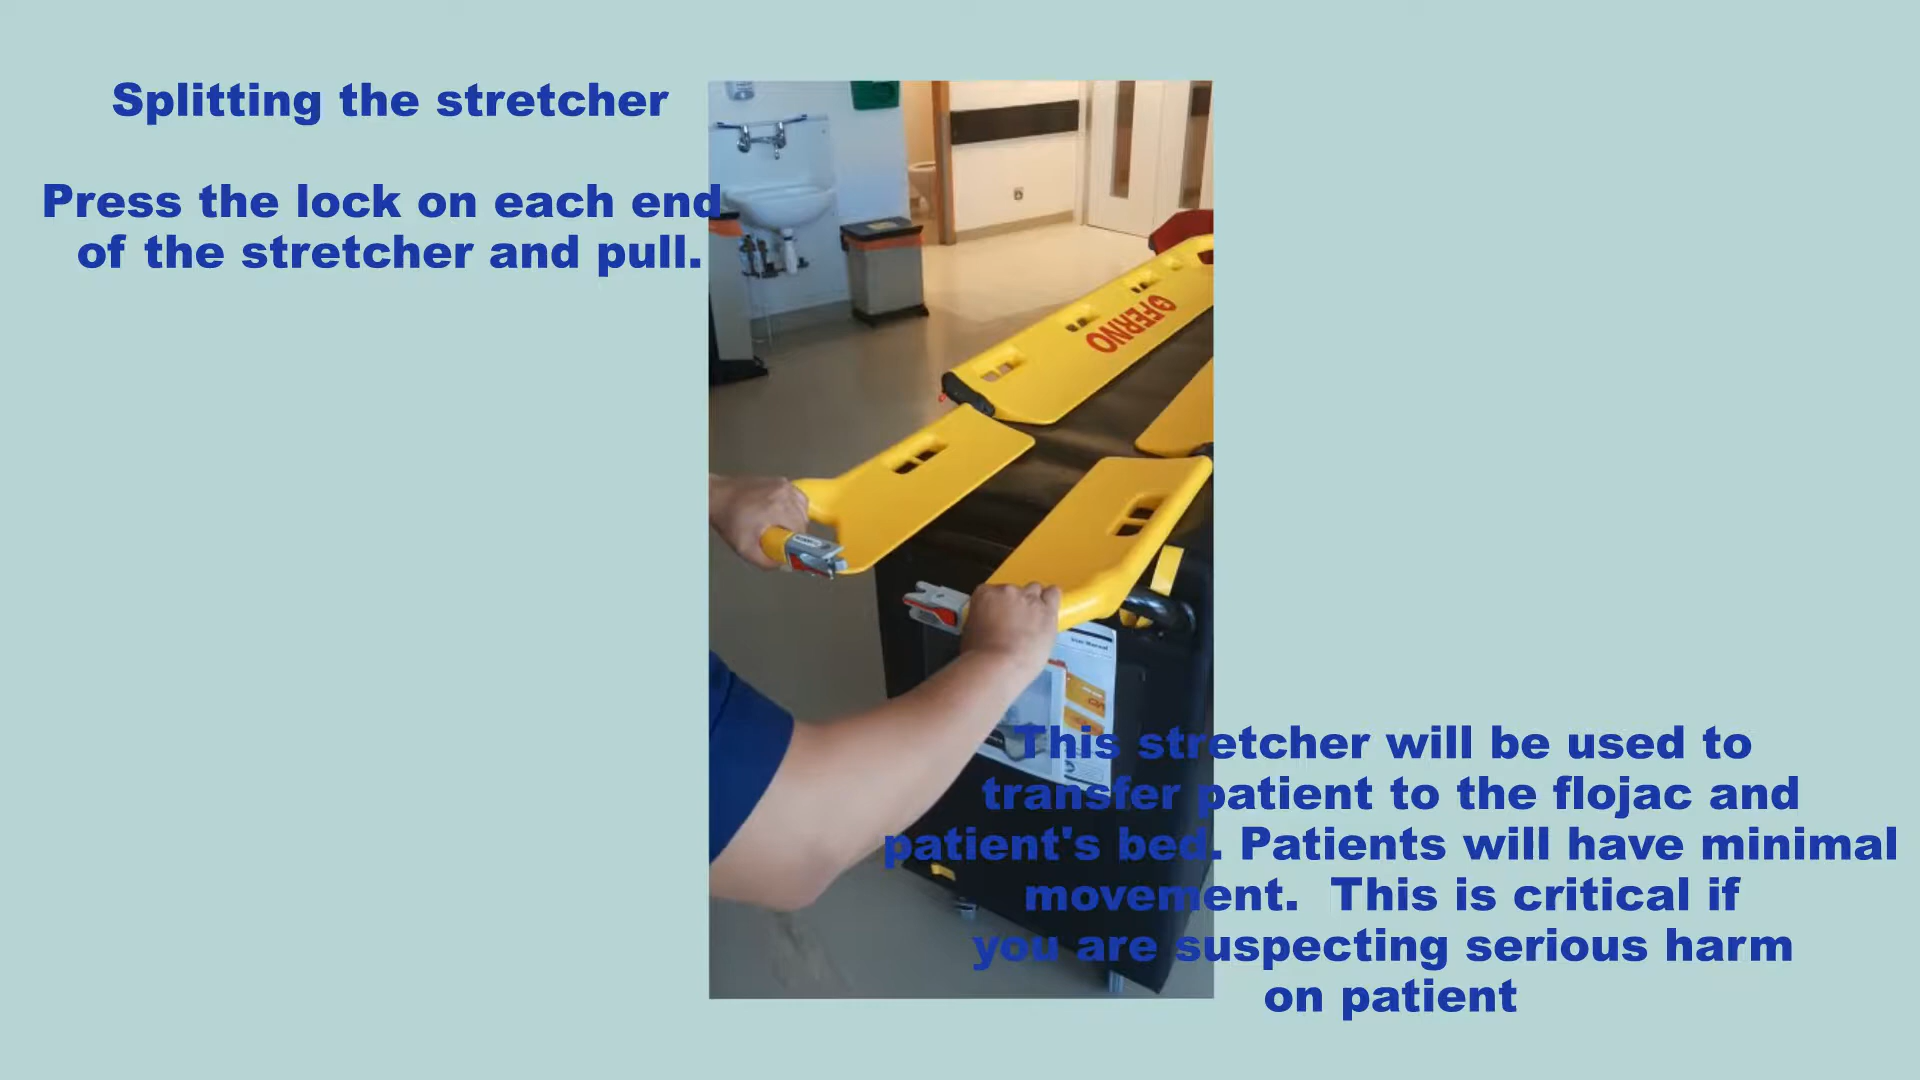 Splitting the stretcher
Press the lock on each end
of the stretcher and pull.
FERNO
User Manual
This stretcher will be used to
transfer patient to the flojac and
patient's bed. Patients will have minimal
movement.  This is critical if
you are suspecting serious harm
on patient